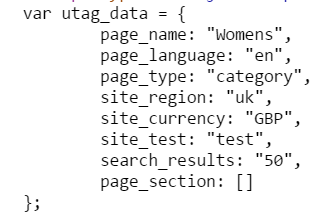 var utag_data = {
page_name: "Womens",
page_language: "en",
page_type: "category",
site_region: "uk",
site_currency: "GBP",
site_test: "test",
search_results: "50",
page_section: []
};